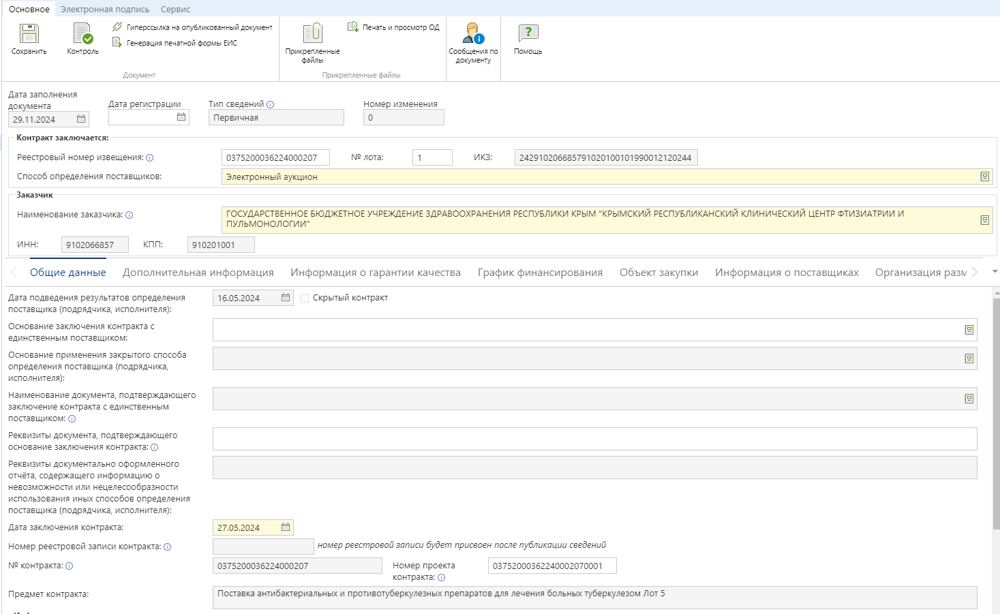 Основное Электронная подпись Сервис
Сохранить
Контроль
Гиперссылка на опубликованный документ
Генерация печатной формы ЕИС
Документ
Прикрепленные
файлы
Печать и просмотр ОД
Прикрепленные файлы
Сообщения по
документу
Помощь
Дата заполнения
документа
29.11.2024
Дата регистрации
Тип сведений
Первичная
Номер изменения
0
Контракт заключается:
Реестровый номер извещения: 0375200036224000207 № лота: 1 ИКЗ: 242910206685791020100101990012120244
Способ определения поставщиков: Электронный аукцион
Заказчик
Наименование заказчика: ГОСУДАРСТВЕННОЕ БЮДЖЕТНОЕ УЧРЕЖДЕНИЕ ЗДРАВООХРАНЕНИЯ РЕСПУБЛИКИ КРЫМ "КРЫМСКИЙ РЕСПУБЛИКАНСКИЙ КЛИНИЧЕСКИЙ ЦЕНТР ФТИЗИАТРИИ И
ПУЛЬМОНОЛОГИИ"
ИНН: 9102066857 КПП: 910201001
Общие данные Дополнительная информация Информация о гарантии качества График финансирования Объект закупки Информация о поставщиках Организация разм
Дата подведения результатов определения
поставщика (подрядчика, исполнителя):
16.05.2024 Скрытый контракт
Основание заключения контракта с
единственным поставщиком:
Основание применения закрытого способа
определения поставщика (подрядчика,
исполнителя):
Наименование документа, подтверждающего
заключение контракта с единственным
поставщиком:
Реквизиты документа, подтверждающего
основание заключения контракта:
Реквизиты документально оформленного
отчёта, содержащего информацию о
невозможности или нецелесообразности
использования иных способов определения
поставщика (подрядчика, исполнителя):
Дата заключения контракта: 27.05.2024
Номер реестровой записи контракта: номер реестровой записи будет присвоен после публикации сведений
№ контракта: 0375200036224000207
Номер проекта
контракта:
03752000362240002070001
Предмет контракта: Поставка антибактериальных и противотуберкулезных препаратов для лечения больных туберкулезом Лот 5